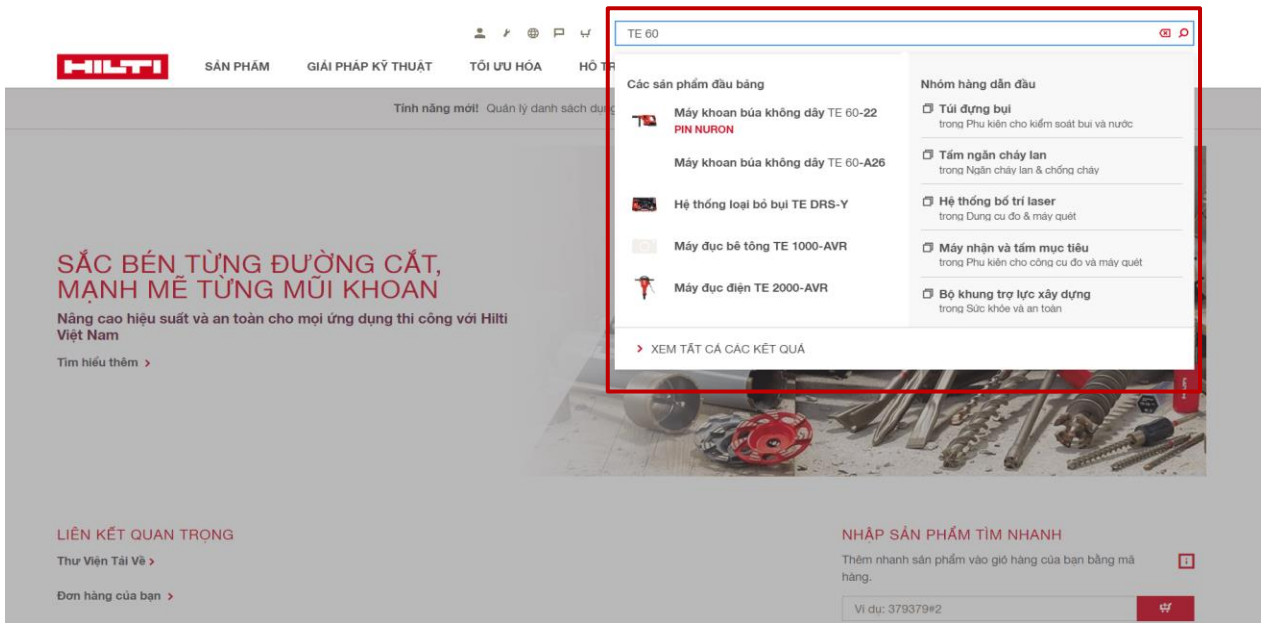 TE 60
HILTI
SẢN PHẨM
GIẢI PHÁP KỸ THUẬT
TỐI ƯU HÓA
HỖ TR
Tính năng mới! Quản lý danh sách dụng
Các sản phẩm đầu bảng
Máy khoan búa không dây TE 60-22
PIN NURON
Máy khoan búa không dây TE 60-A26
Hệ thống loại bỏ bụi TE DRS-Y
Máy đục bê tông TE 1000-AVR
Máy đục điện TE 2000-AVR
Nhóm hàng dẫn đầu
Túi đựng bụi
trong Phụ kiện cho kiểm soát bụi và nước
Tấm ngăn cháy lan
trong Ngăn cháy lan & chống cháy
Hệ thống bố trí laser
trong Dụng cụ đo & máy quét
Máy nhận và tấm mục tiêu
trong Phụ kiện cho công cụ đo và máy quét
Bộ khung trợ lực xây dựng
trong Sức khỏe và an toàn
XEM TẤT CẢ CÁC KẾT QUẢ
SẮC BÉN TỪNG ĐƯỜNG CẮT,
MẠNH MẼ TỪNG MŨI KHOAN
Nâng cao hiệu suất và an toàn cho mọi ứng dụng thi công với Hilti
Việt Nam
Tìm hiểu thêm
LIÊN KẾT QUAN TRỌNG
Thư Viện Tải Về
Đơn hàng của bạn
NHẬP SẢN PHẨM TÌM NHANH
Thêm nhanh sản phẩm vào giỏ hàng của bạn bằng mã
hàng.
Ví dụ: 379379#2